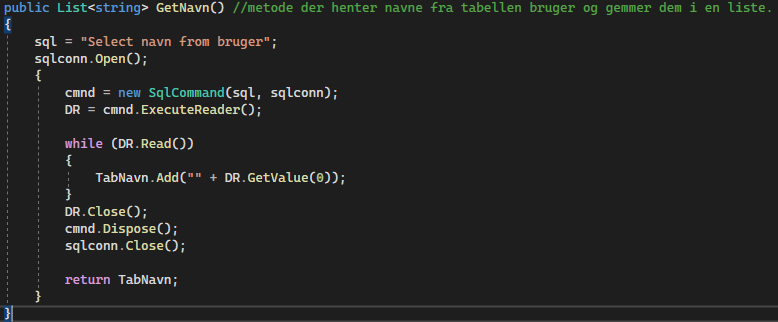 public List<string> GetNavn() //metode der henter navne fra tabellen bruger og gemmer dem i en liste.
{
sql = "Select navn from bruger";
sqlconn.Open();
{
cmnd = new SqlCommand(sql, sqlconn);
DR = cmnd.ExecuteReader();
while (DR.Read())
{
TabNavn.Add("" + DR.GetValue(0));
}
DR.Close();
cmnd.Dispose();
sqlconn.Close();
return TabNavn;
}
}